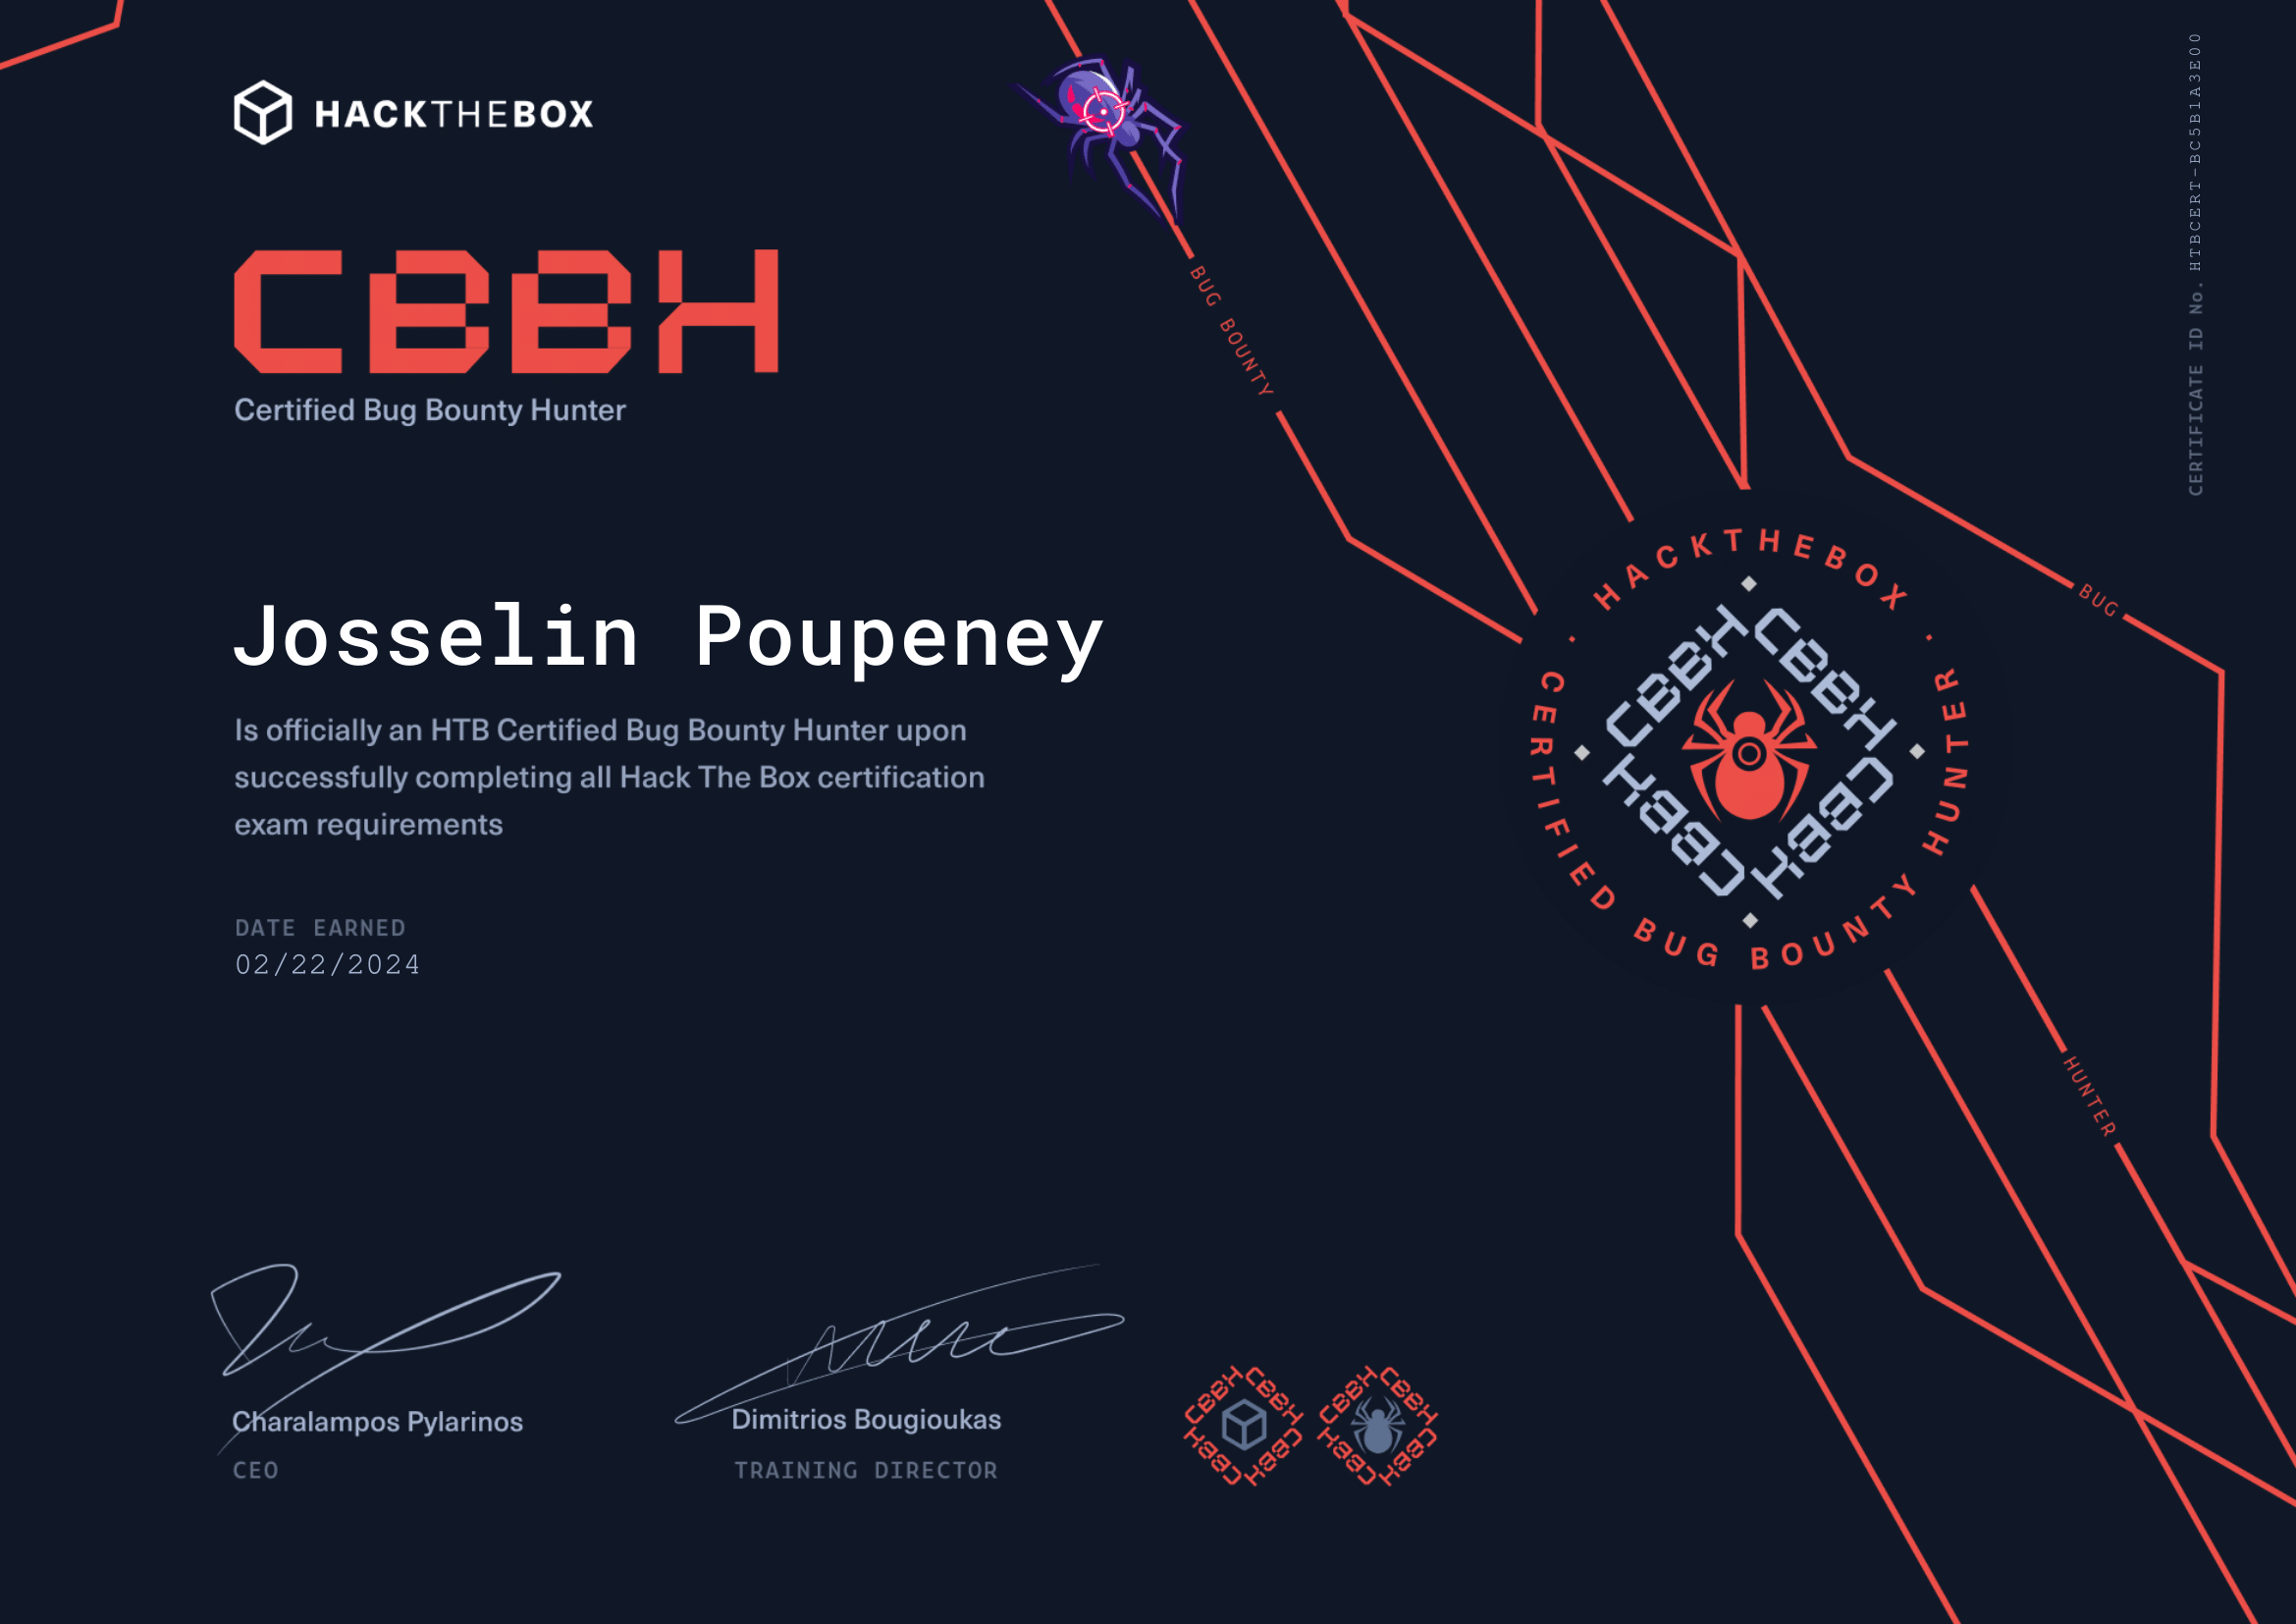 HACKTHEBOX
CERTIFICATE ID No. HTBCERT-BC5B1A3E00
CBBH
Certified Bug Bounty Hunter
BUG BOUNTY
· HACKTHEBOX ·
CERTIFIED BUG BOUNTY HUNTER
CBBH
CBBH
CBBH
CBBH
BUG
Josselin Poupeney
Is officially an HTB Certified Bug Bounty Hunter upon
successfully completing all Hack The Box certification
exam requirements
DATE EARNED
02/22/2024
HUNTER
Charalampos Pylarinos
CEO
Dimitrios Bougioukas
TRAINING DIRECTOR
CBBH
CBBH
CBBH
CBBH
CBBH
CBBH
CBBH
CBBH